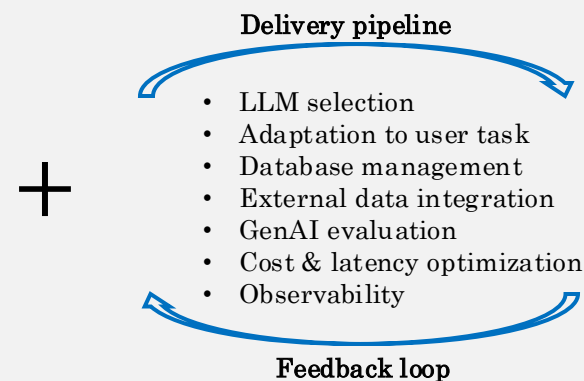 Delivery pipeline
• LLM selection
• Adaptation to user task
• Database management
• External data integration
• GenAI evaluation
• Cost & latency optimization
• Observability
+
Feedback loop